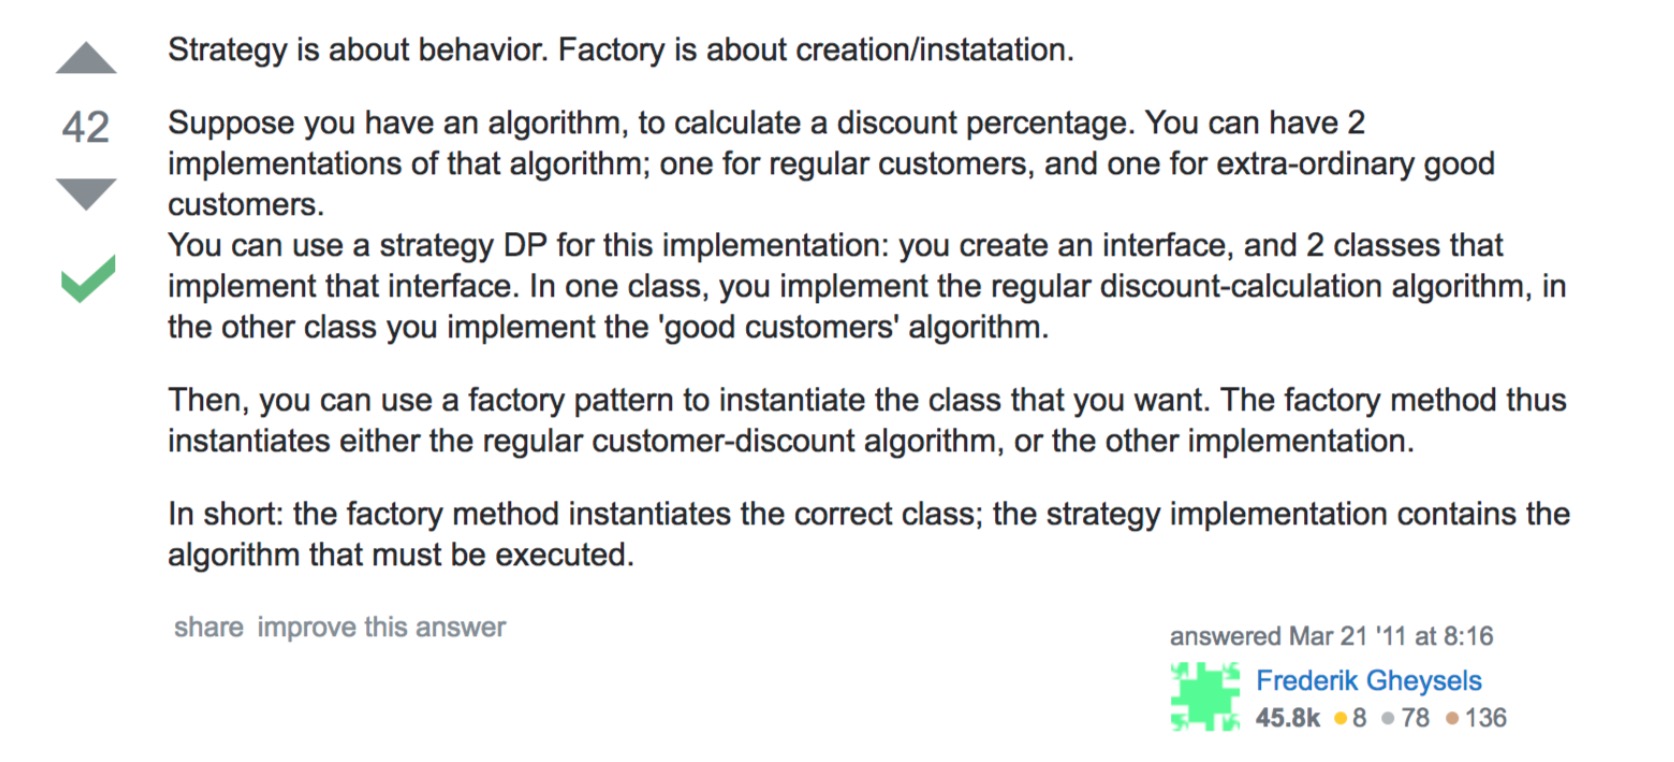 Strategy is about behavior. Factory is about creation/instatation.
42
Suppose you have an algorithm, to calculate a discount percentage. You can have 2
implementations of that algorithm; one for regular customers, and one for extra-ordinary good
customers.
You can use a strategy DP for this implementation: you create an interface, and 2 classes that
implement that interface. In one class, you implement the regular discount-calculation algorithm, in
the other class you implement the 'good customers' algorithm.
Then, you can use a factory pattern to instantiate the class that you want. The factory method thus
instantiates either the regular customer-discount algorithm, or the other implementation.
In short: the factory method instantiates the correct class; the strategy implementation contains the
algorithm that must be executed.
share improve this answer
answered Mar 21 '11 at 8:16
Frederik Gheysels
45.8k 8 78 136